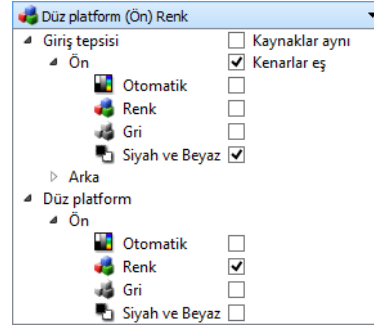 Düz platform (Ön) Renk
Giriş tepsisi Kaynaklar aynı
Ön Kenarlar eş
Otomatik
Renk
Gri
Siyah ve Beyaz
Arka
Düz platform
Ön
Otomatik
Renk
Gri
Siyah ve Beyaz